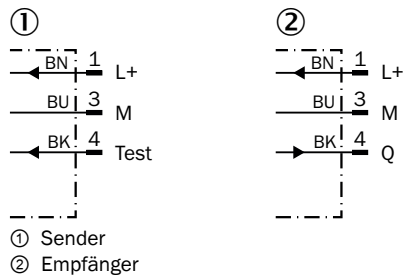 ① ②
BN 1 L+ BN 1 L+
BU 3 M BU 3 M
BK 4 Test BK 4 Q
① Sender
② Empfänger